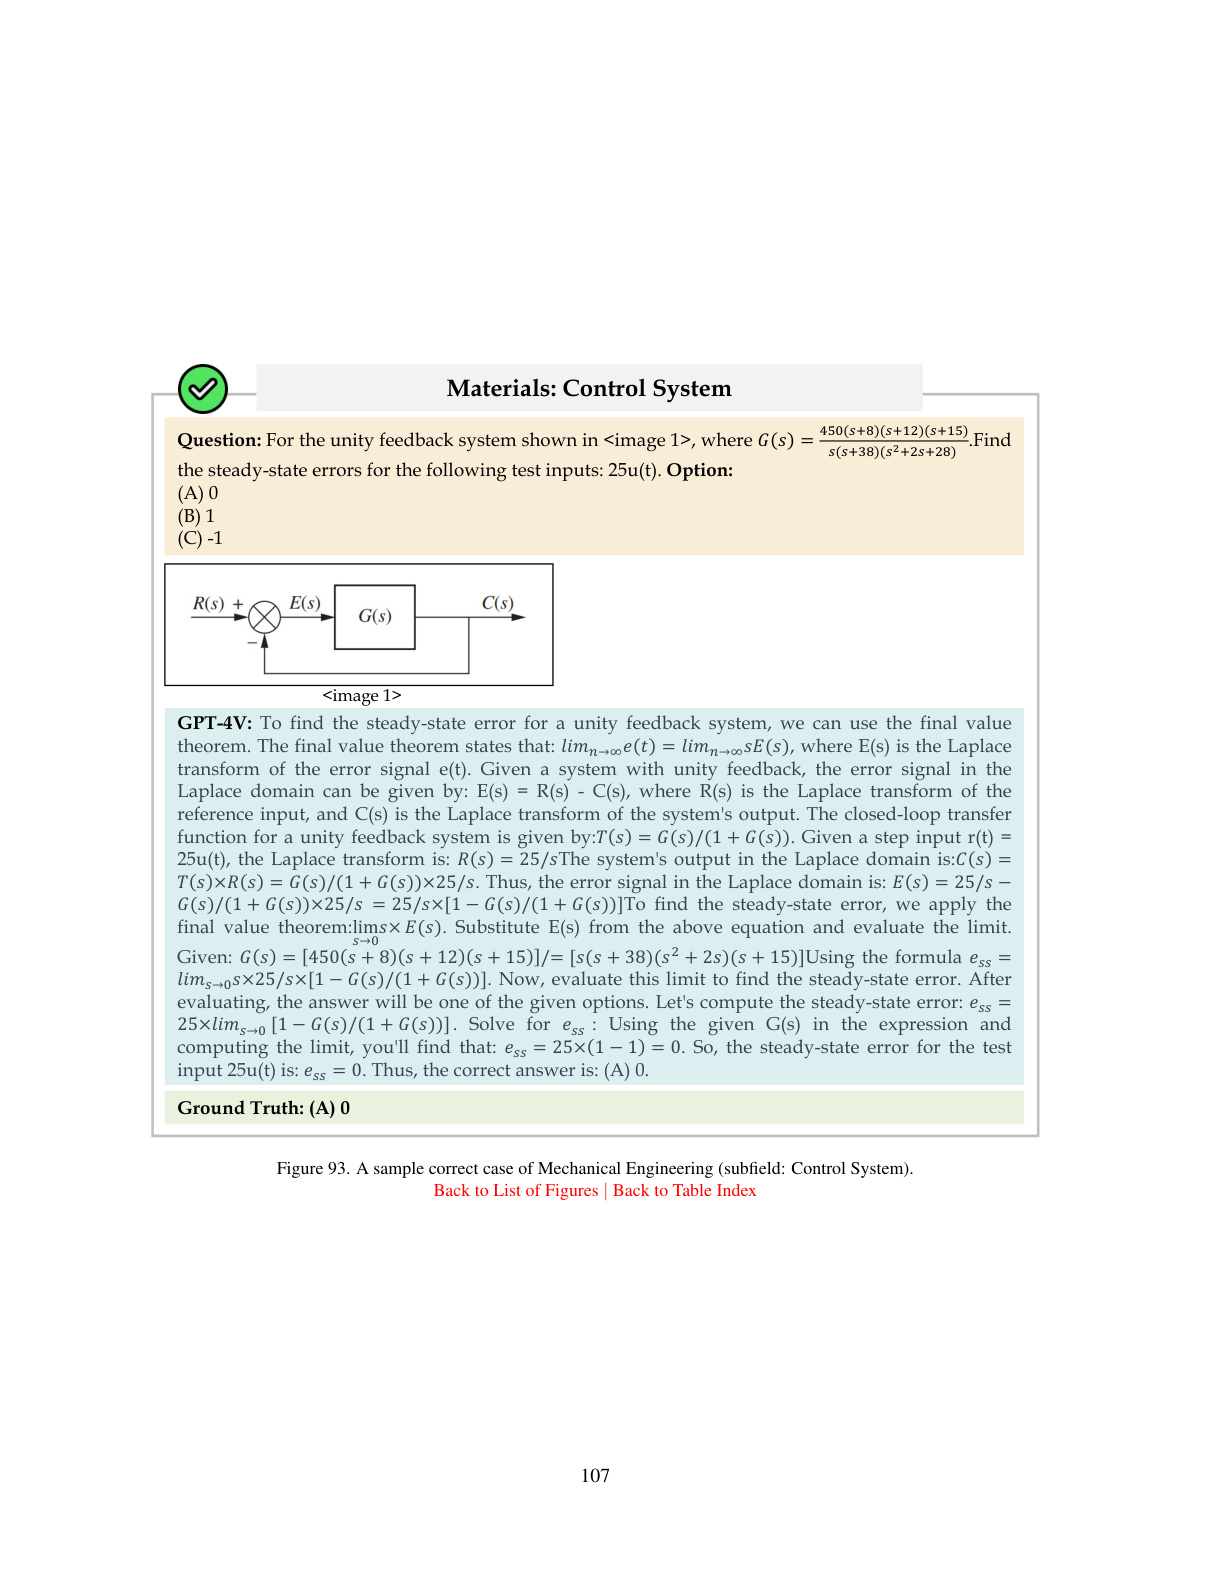 Materials: Control System
Question: For the unity feedback system shown in <image 1>, where G(s) = 450(s+8)(s+12)(s+15)/s(s+38)(s²+2s+28).Find
the steady-state errors for the following test inputs: 25u(t). Option:
(A) 0
(B) 1
(C) -1
R(s) + E(s) G(s) C(s)
−
<image 1>
GPT-4V: To find the steady-state error for a unity feedback system, we can use the final value
theorem. The final value theorem states that: lim_{n→∞}e(t) = lim_{n→∞}sE(s), where E(s) is the Laplace
transform of the error signal e(t). Given a system with unity feedback, the error signal in the
Laplace domain can be given by: E(s) = R(s) - C(s), where R(s) is the Laplace transform of the
reference input, and C(s) is the Laplace transform of the system's output. The closed-loop transfer
function for a unity feedback system is given by:T(s) = G(s)/(1 + G(s)). Given a step input r(t) =
25u(t), the Laplace transform is: R(s) = 25/sThe system's output in the Laplace domain is:C(s) =
T(s)×R(s) = G(s)/(1 + G(s))×25/s. Thus, the error signal in the Laplace domain is: E(s) = 25/s −
G(s)/(1 + G(s))×25/s = 25/s×[1 − G(s)/(1 + G(s))]To find the steady-state error, we apply the
final value theorem:lim_{s→0}s× E(s). Substitute E(s) from the above equation and evaluate the limit.
Given: G(s) = [450(s + 8)(s + 12)(s + 15)]/= [s(s + 38)(s² + 2s)(s + 15)]Using the formula e_{ss} =
lim_{s→0}s×25/s×[1 − G(s)/(1 + G(s))]. Now, evaluate this limit to find the steady-state error. After
evaluating, the answer will be one of the given options. Let's compute the steady-state error: e_{ss} =
25×lim_{s→0} [1 − G(s)/(1 + G(s))]. Solve for e_{ss} : Using the given G(s) in the expression and
computing the limit, you'll find that: e_{ss} = 25×(1 − 1) = 0. So, the steady-state error for the test
input 25u(t) is: e_{ss} = 0. Thus, the correct answer is: (A) 0.
Ground Truth: (A) 0
Figure 93. A sample correct case of Mechanical Engineering (subfield: Control System).
Back to List of Figures | Back to Table Index
107